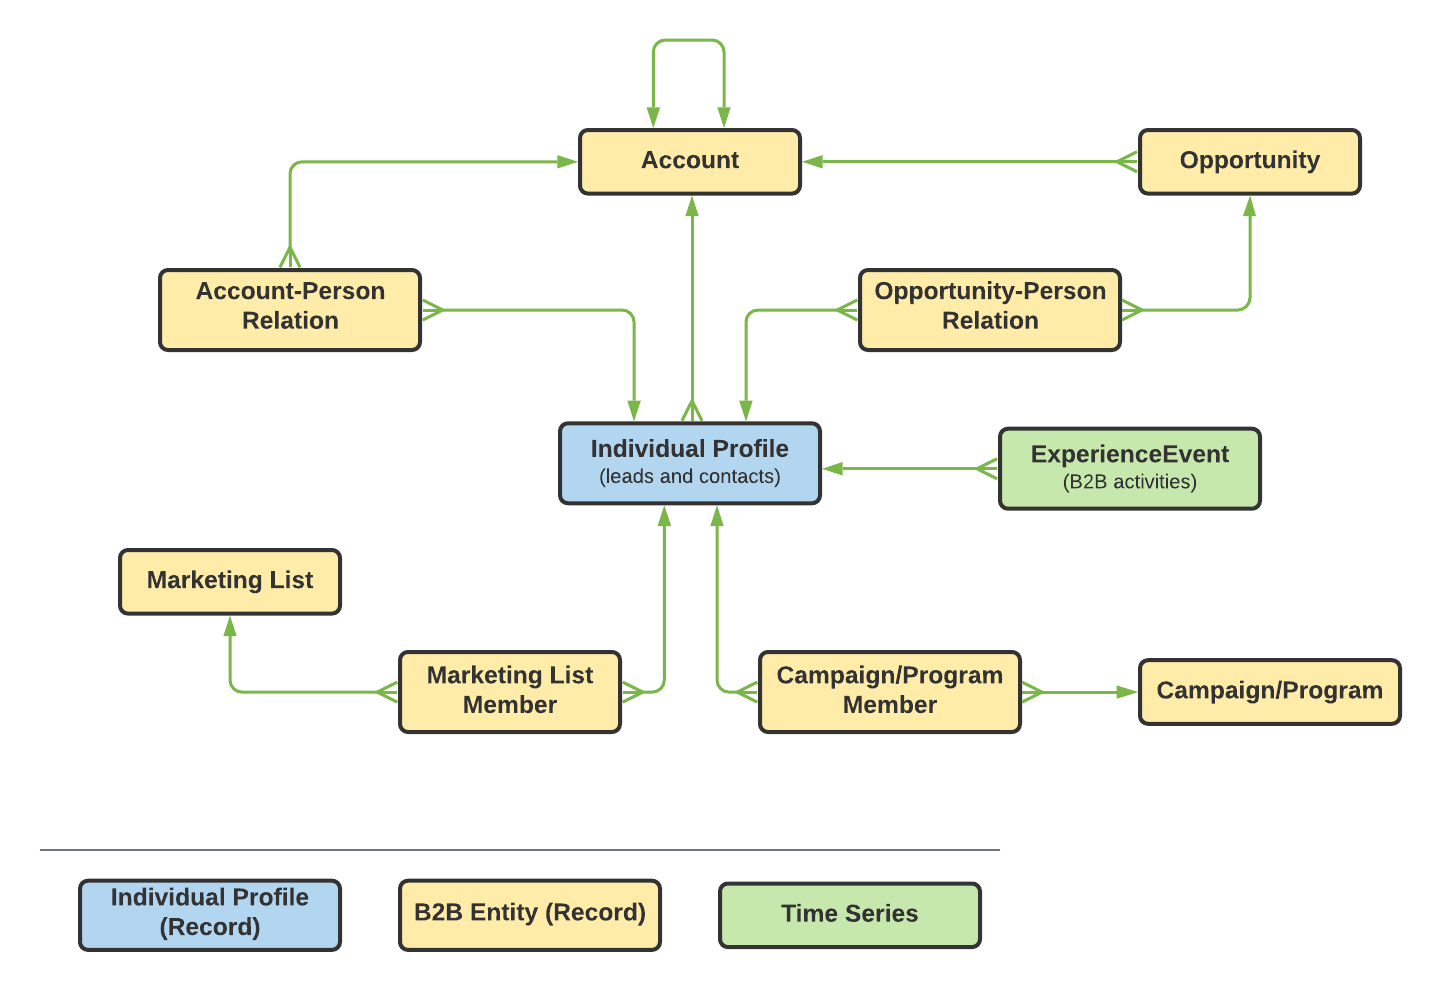 Account
Opportunity
Account-Person
Relation
Opportunity-Person
Relation
Individual Profile
(leads and contacts)
ExperienceEvent
(B2B activities)
Marketing List
Marketing List
Member
Campaign/Program
Member
Campaign/Program
Individual Profile
(Record)
B2B Entity (Record)
Time Series